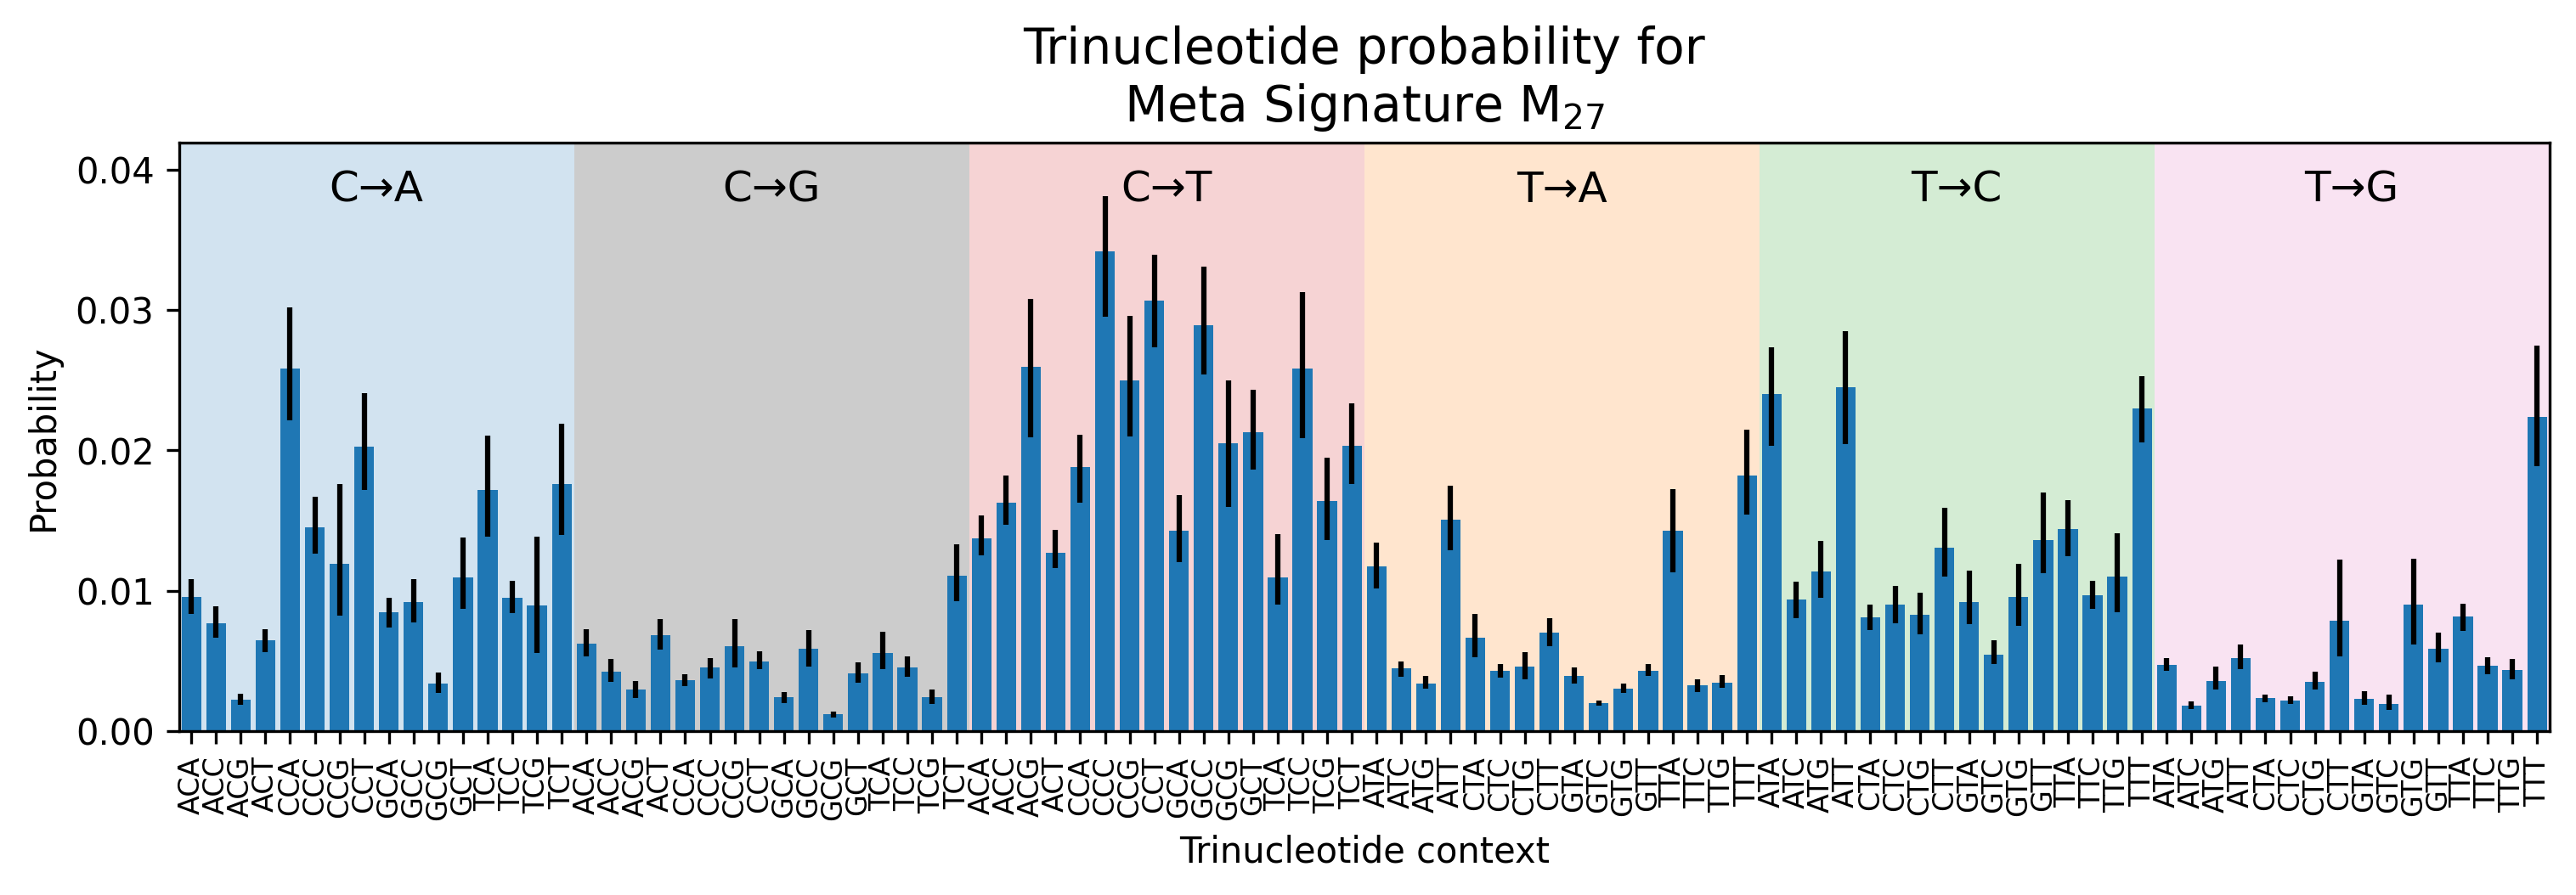 Trinucleotide probability for
Meta Signature M₂₇
C→A C→G C→T T→A T→C T→G
0.04
0.03
0.02
0.01
0.00
Probability
ACA ACC ACG ACT CCA CCC CCG CCT GCA GCC GCG GCT TCA TCC TCG TCT ACA ACC ACG ACT CCA CCC CCG CCT GCA GCC GCG GCT TCA TCC TCG TCT ACA ACC ACG ACT CCA CCC CCG CCT GCA GCC GCG GCT TCA TCC TCG TCT ATA ATC ATG ATT CTA CTC CTG CTT GTA GTC GTG GTT TTA TTC TTG TTT ATA ATC ATG ATT CTA CTC CTG CTT GTA GTC GTG GTT TTA TTC TTG TTT ATA ATC ATG ATT CTA CTC CTG CTT GTA GTC GTG GTT TTA TTC TTG TTT
Trinucleotide context